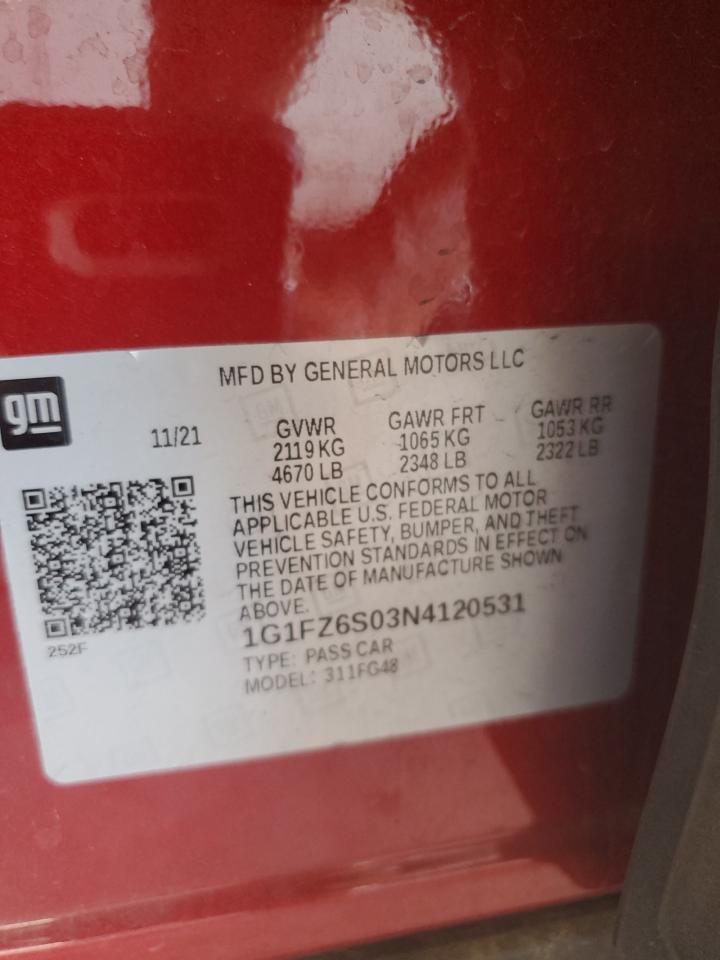 MFD BY GENERAL MOTORS LLC
gm
11/21
GVWR GAWR FRT GAWR RR
2119 KG 1065 KG 1053 KG
4670 LB 2348 LB 2322 LB
THIS VEHICLE CONFORMS TO ALL
APPLICABLE U.S. FEDERAL MOTOR
VEHICLE SAFETY, BUMPER, AND THEFT
PREVENTION STANDARDS IN EFFECT ON
THE DATE OF MANUFACTURE SHOWN
ABOVE.
1G1FZ6S03N4120531
TYPE: PASS CAR
MODEL: 311FG48
252F